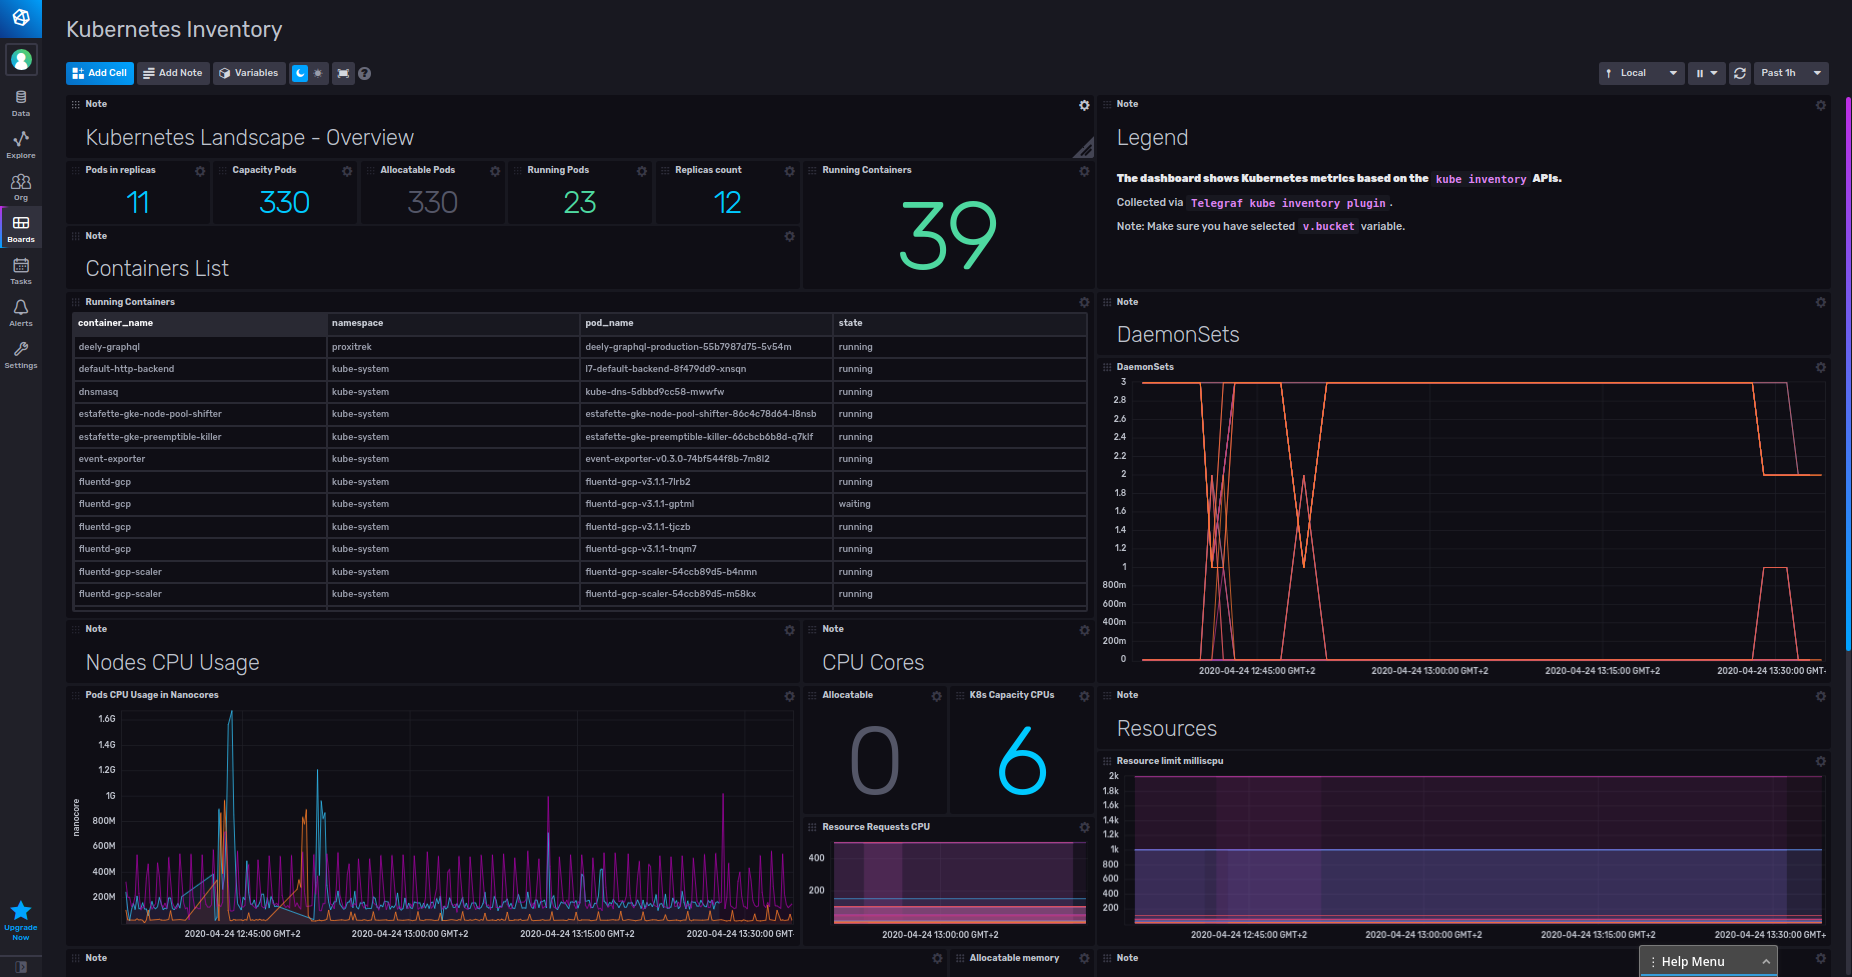 Kubernetes Inventory
Add Cell
Add Note
Variables
Local
Past 1h
Data
Explore
Org
Boards
Tasks
Alerts
Settings
Upgrade
Now
Note
Kubernetes Landscape - Overview
Pods in replicas
11
Capacity Pods
330
Allocatable Pods
330
Running Pods
23
Replicas count
12
Running Containers
39
Note
Containers List
Note
Legend
The dashboard shows Kubernetes metrics based on the kube inventory APIs.
Collected via Telegraf kube inventory plugin .
Note: Make sure you have selected v.bucket variable.
Running Containers
container_name namespace pod_name state
deely-graphql proxitrek deely-graphql-production-55b7987d75-5v54m running
default-http-backend kube-system l7-default-backend-8f479dd9-xnsqn running
dnsmasq kube-system kube-dns-5dbbd9cc58-mwwfw running
estafette-gke-node-pool-shifter kube-system estafette-gke-node-pool-shifter-86c4c78d64-l8nsb running
estafette-gke-preemptible-killer kube-system estafette-gke-preemptible-killer-66cbcb6b8d-q7klf running
event-exporter kube-system event-exporter-v0.3.0-74bf544f8b-7m8l2 running
fluentd-gcp kube-system fluentd-gcp-v3.1.1-7lrb2 running
fluentd-gcp kube-system fluentd-gcp-v3.1.1-gptml waiting
fluentd-gcp kube-system fluentd-gcp-v3.1.1-tjczb running
fluentd-gcp kube-system fluentd-gcp-v3.1.1-tnqm7 running
fluentd-gcp-scaler kube-system fluentd-gcp-scaler-54ccb89d5-b4nmn running
fluentd-gcp-scaler kube-system fluentd-gcp-scaler-54ccb89d5-m58kx running
Note
DaemonSets
DaemonSets
3
2.8
2.6
2.4
2.2
2
1.8
1.6
1.4
1.2
1
800m
600m
400m
200m
0
2020-04-24 12:45:00 GMT+2 2020-04-24 13:00:00 GMT+2 2020-04-24 13:15:00 GMT+2 2020-04-24 13:30:00 GMT-
Note
Nodes CPU Usage
Note
CPU Cores
Pods CPU Usage in Nanocores
nanocore
1.6G
1.4G
1.2G
1G
800M
600M
400M
200M
2020-04-24 12:45:00 GMT+2 2020-04-24 13:00:00 GMT+2 2020-04-24 13:15:00 GMT+2 2020-04-24 13:30:00 GMT
Allocatable
0
K8s Capacity CPUs
6
Resource Requests CPU
400
200
2020-04-24 13:00:00 GMT+2
Note
Resources
Resource limit milliscpu
2k
1.8k
1.6k
1.4k
1.2k
1k
800
600
400
200
2020-04-24 12:45:00 GMT+2 2020-04-24 13:00:00 GMT+2 2020-04-24 13:15:00 GMT+2 2020-04-24 13:30:00 GMT+
Note
Allocatable memory
Note
Help Menu